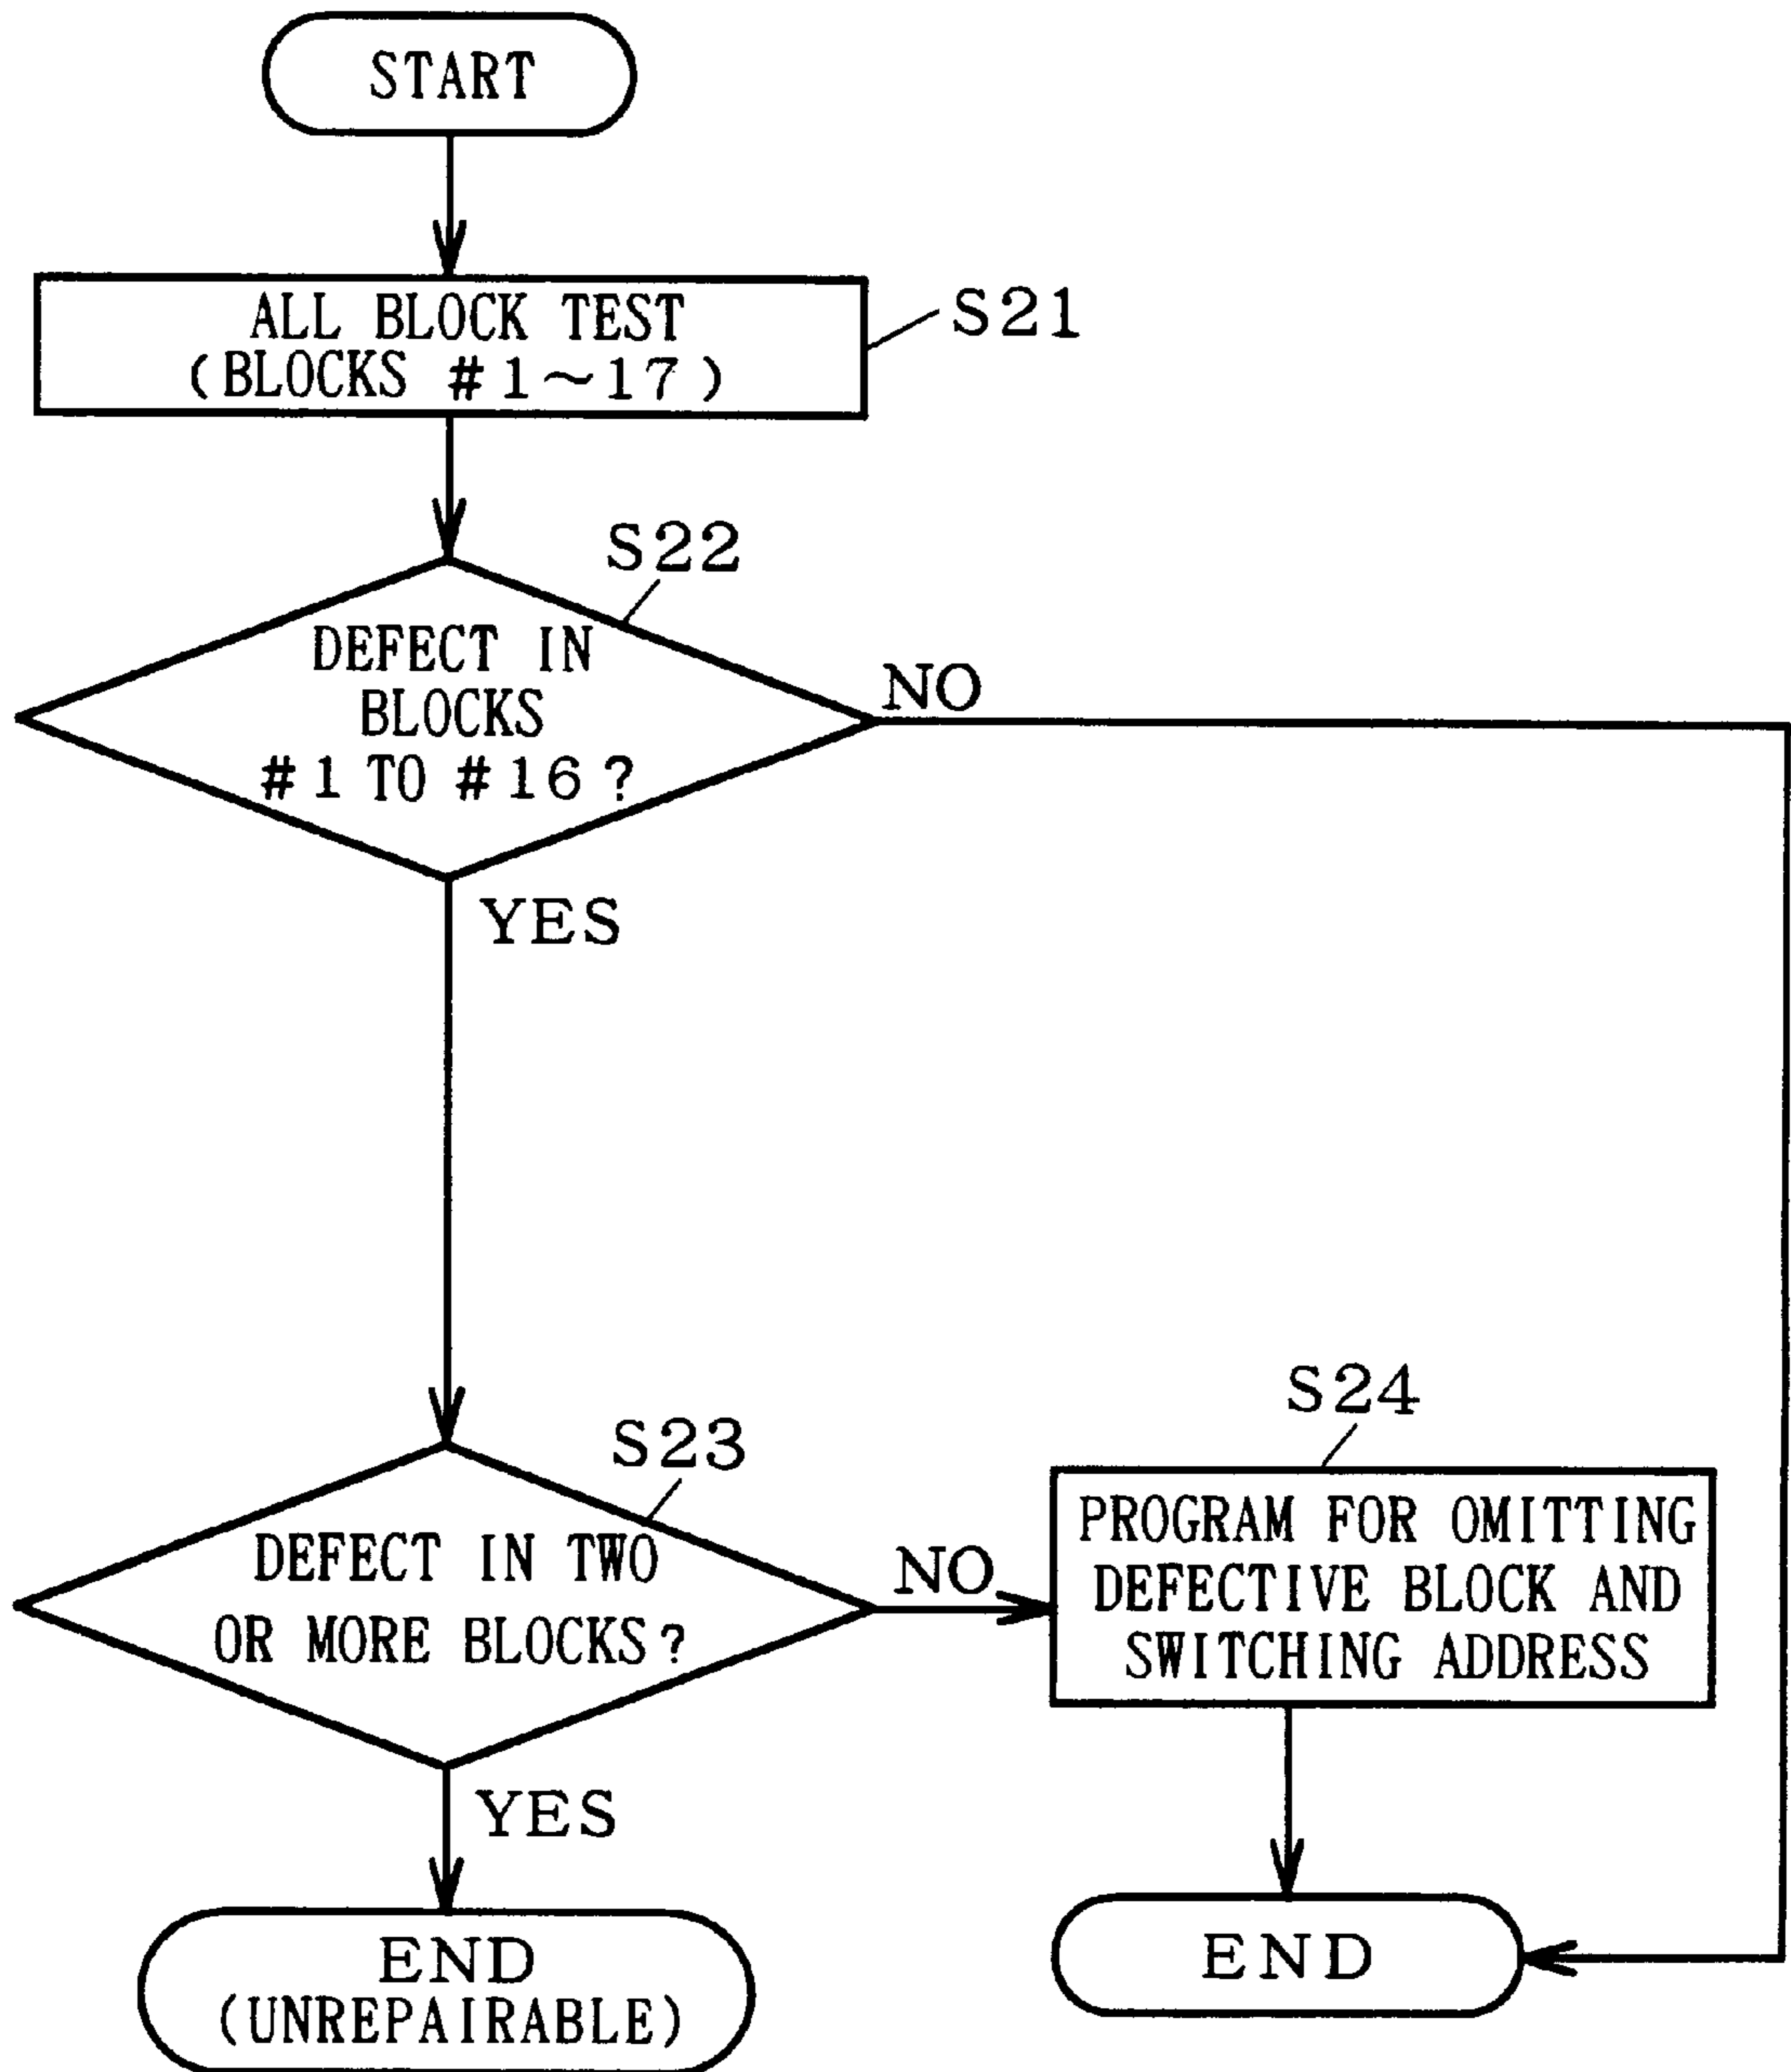 START
ALL BLOCK TEST
(BLOCKS #1～17)
S21
S22
DEFECT IN
BLOCKS
#1 TO #16?
NO
YES
S23
DEFECT IN TWO
OR MORE BLOCKS?
NO
S24
PROGRAM FOR OMITTING
DEFECTIVE BLOCK AND
SWITCHING ADDRESS
YES
END
(UNREPAIRABLE)
END